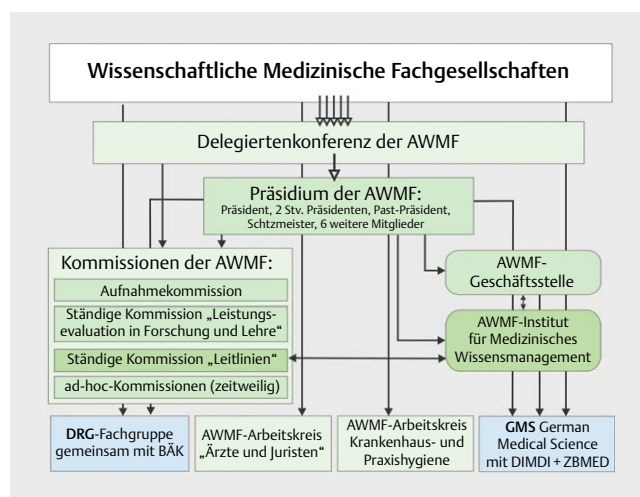 Wissenschaftliche Medizinische Fachgesellschaften
Delegiertenkonferenz der AWMF
Präsidium der AWMF:
Präsident, 2 Stv. Präsidenten, Past-Präsident,
Schtzmeister, 6 weitere Mitglieder
Kommissionen der AWMF:
Aufnahmekommission
Ständige Kommission „Leistungs-
evaluation in Forschung und Lehre“
Ständige Kommission „Leitlinien“
ad-hoc-Kommissionen (zeitweilig)
AWMF-
Geschäftsstelle
AWMF-Institut
für Medizinisches
Wissensmanagement
DRG-Fachgruppe
gemeinsam mit BÄK
AWMF-Arbeitskreis
„Ärzte und Juristen“
AWMF-Arbeitskreis
Krankenhaus- und
Praxishygiene
GMS German
Medical Science
mit DIMDI + ZBMED